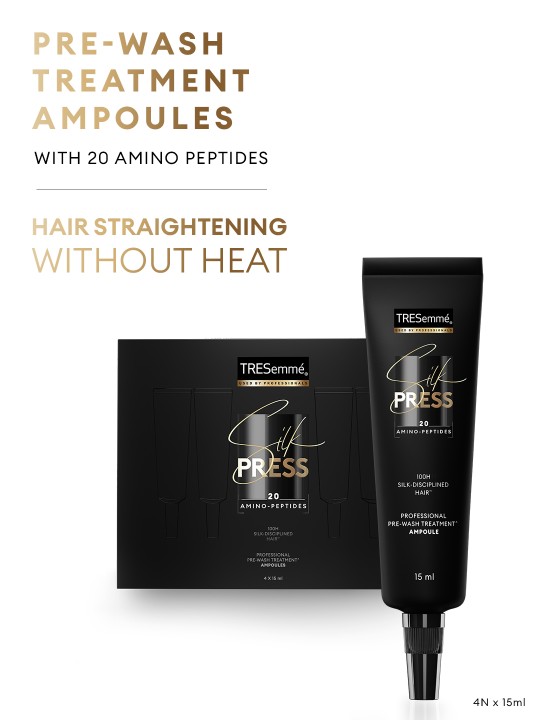 PRE-WASH
TREATMENT
AMPOULES
WITH 20 AMINO PEPTIDES
HAIR STRAIGHTENING
WITHOUT HEAT
TRESemmé®
USED BY PROFESSIONALS
Silk
PRESS
20
AMINO-PEPTIDES
100H
SILK-DISCIPLINED
HAIR*
PROFESSIONAL
PRE-WASH TREATMENT^
AMPOULES
4 X 15 ml
TRESemmé®
USED BY PROFESSIONALS
Silk
PRESS
20
AMINO-PEPTIDES
100H
SILK-DISCIPLINED
HAIR*
PROFESSIONAL
PRE-WASH TREATMENT^
AMPOULE
15 ml
4N x 15ml